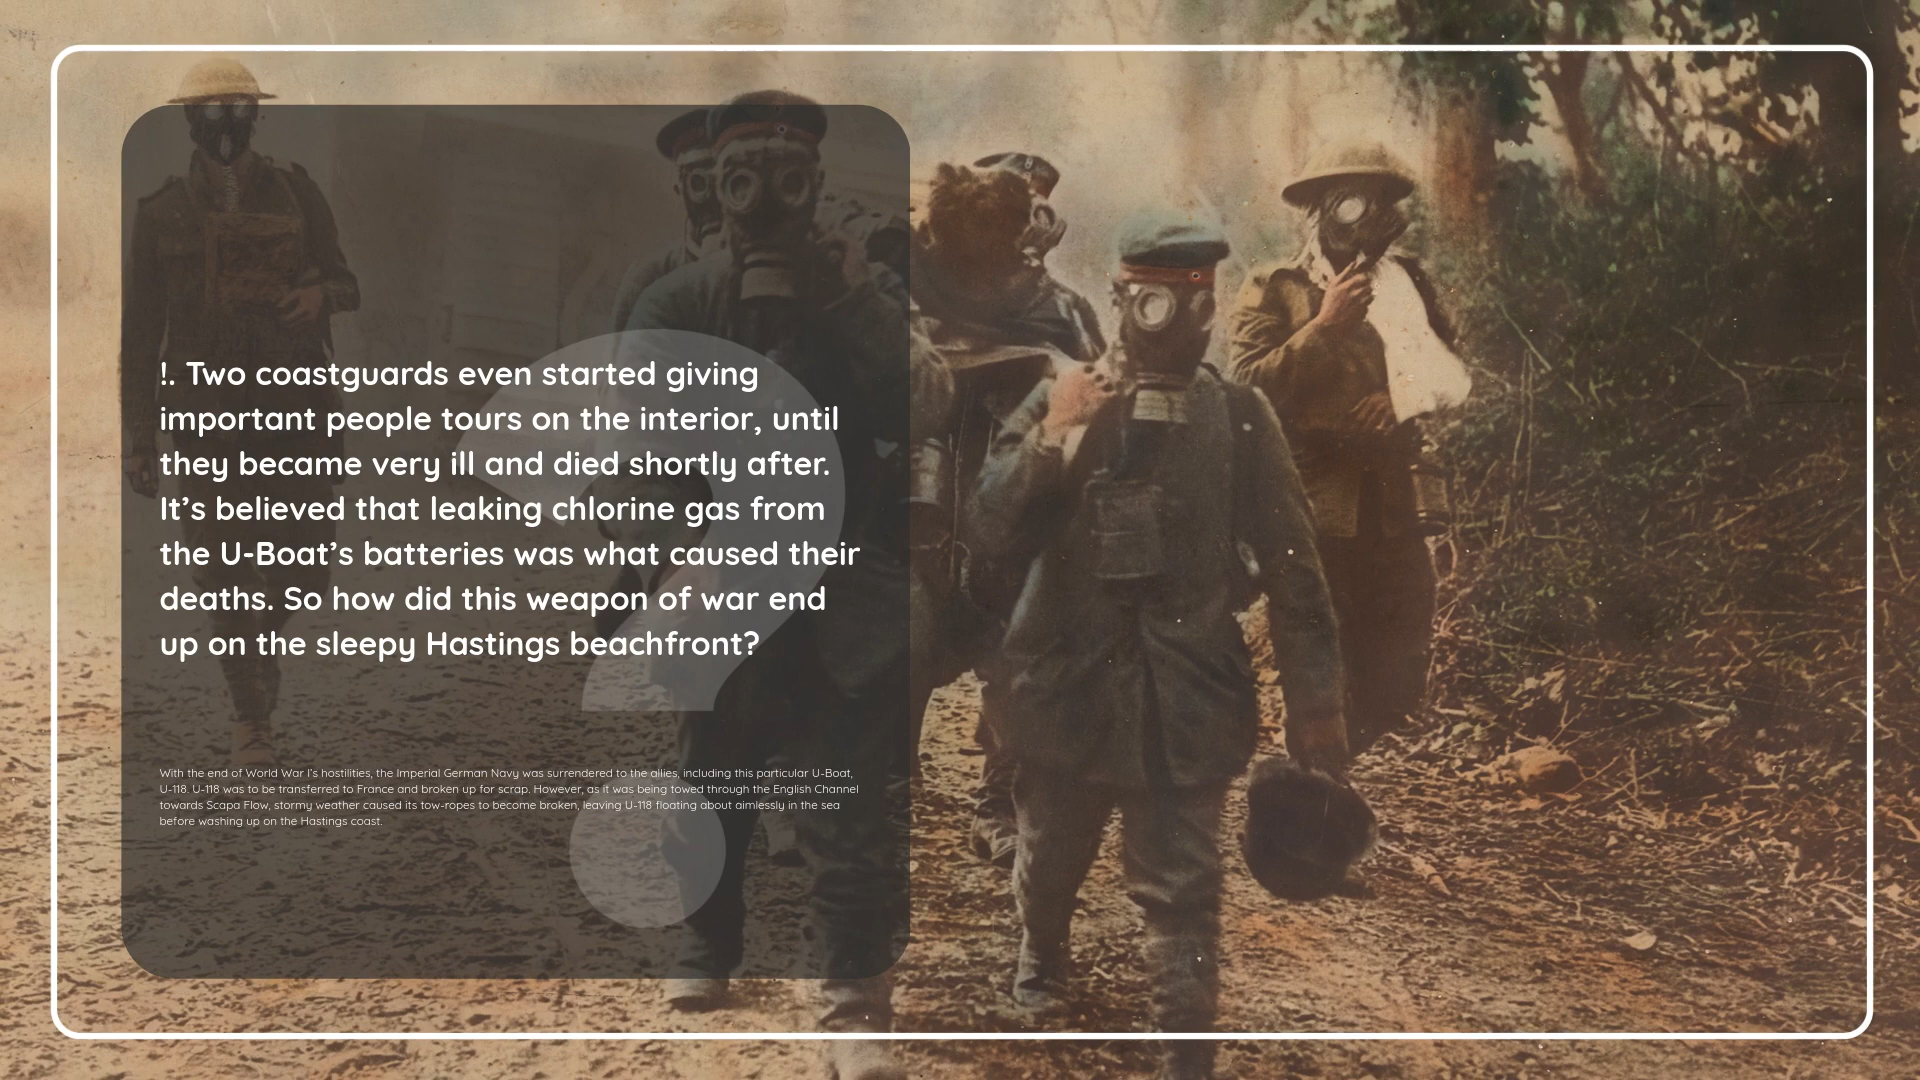 !. Two coastguards even started giving
important people tours on the interior, until
they became very ill and died shortly after.
It’s believed that leaking chlorine gas from
the U-Boat’s batteries was what caused their
deaths. So how did this weapon of war end
up on the sleepy Hastings beachfront?
With the end of World War I’s hostilities, the Imperial German Navy was surrendered to the allies, including this particular U-Boat,
U-118. U-118 was to be transferred to France and broken up for scrap. However, as it was being towed through the English Channel
towards Scapa Flow, stormy weather caused its tow-ropes to become broken, leaving U-118 floating about aimlessly in the sea
before washing up on the Hastings coast.